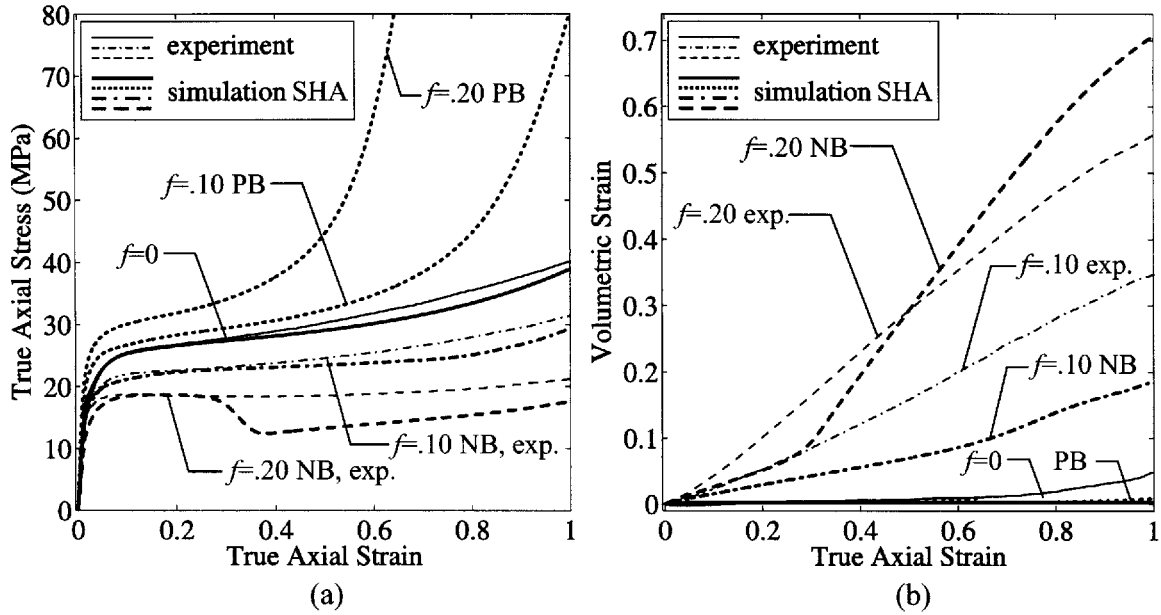 80
70
60
50
40
30
20
10
0
True Axial Stress (MPa)
experiment
simulation SHA
f=.20 PB
f=.10 PB
f=0
f=.10 NB, exp.
f=.20 NB, exp.
0 0.2 0.4 0.6 0.8 1
True Axial Strain
(a)
0.7
0.6
0.5
0.4
0.3
0.2
0.1
0
Volumetric Strain
experiment
simulation SHA
f=.20 NB
f=.20 exp.
f=.10 exp.
f=.10 NB
f=0 PB
0 0.2 0.4 0.6 0.8 1
True Axial Strain
(b)